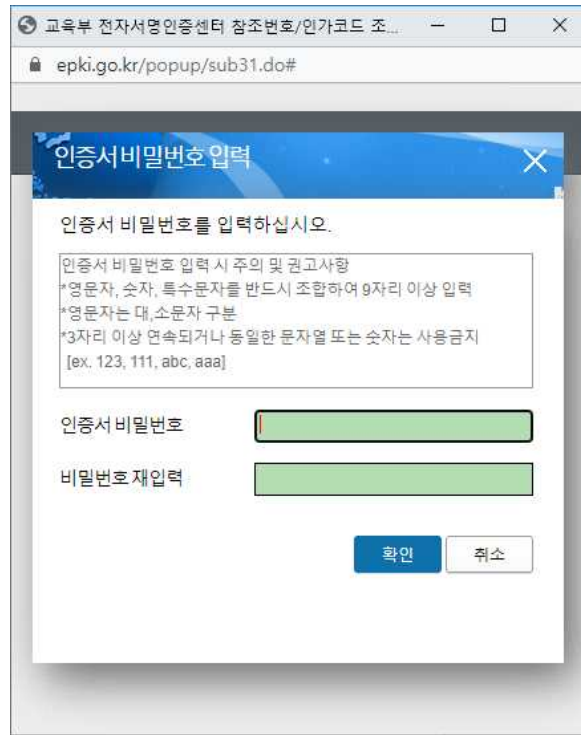 교육부 전자서명인증센터 참조번호/인가코드 조...
epki.go.kr/popup/sub31.do#
인증서 비밀번호 입력
인증서 비밀번호를 입력하십시오.
인증서 비밀번호 입력 시 주의 및 권고사항
*영문자, 숫자, 특수문자를 반드시 조합하여 9자리 이상 입력
*영문자는 대,소문자 구분
*3자리 이상 연속되거나 동일한 문자열 또는 숫자는 사용금지
[ex. 123, 111, abc, aaa]
인증서 비밀번호
비밀번호 재입력
확인 취소